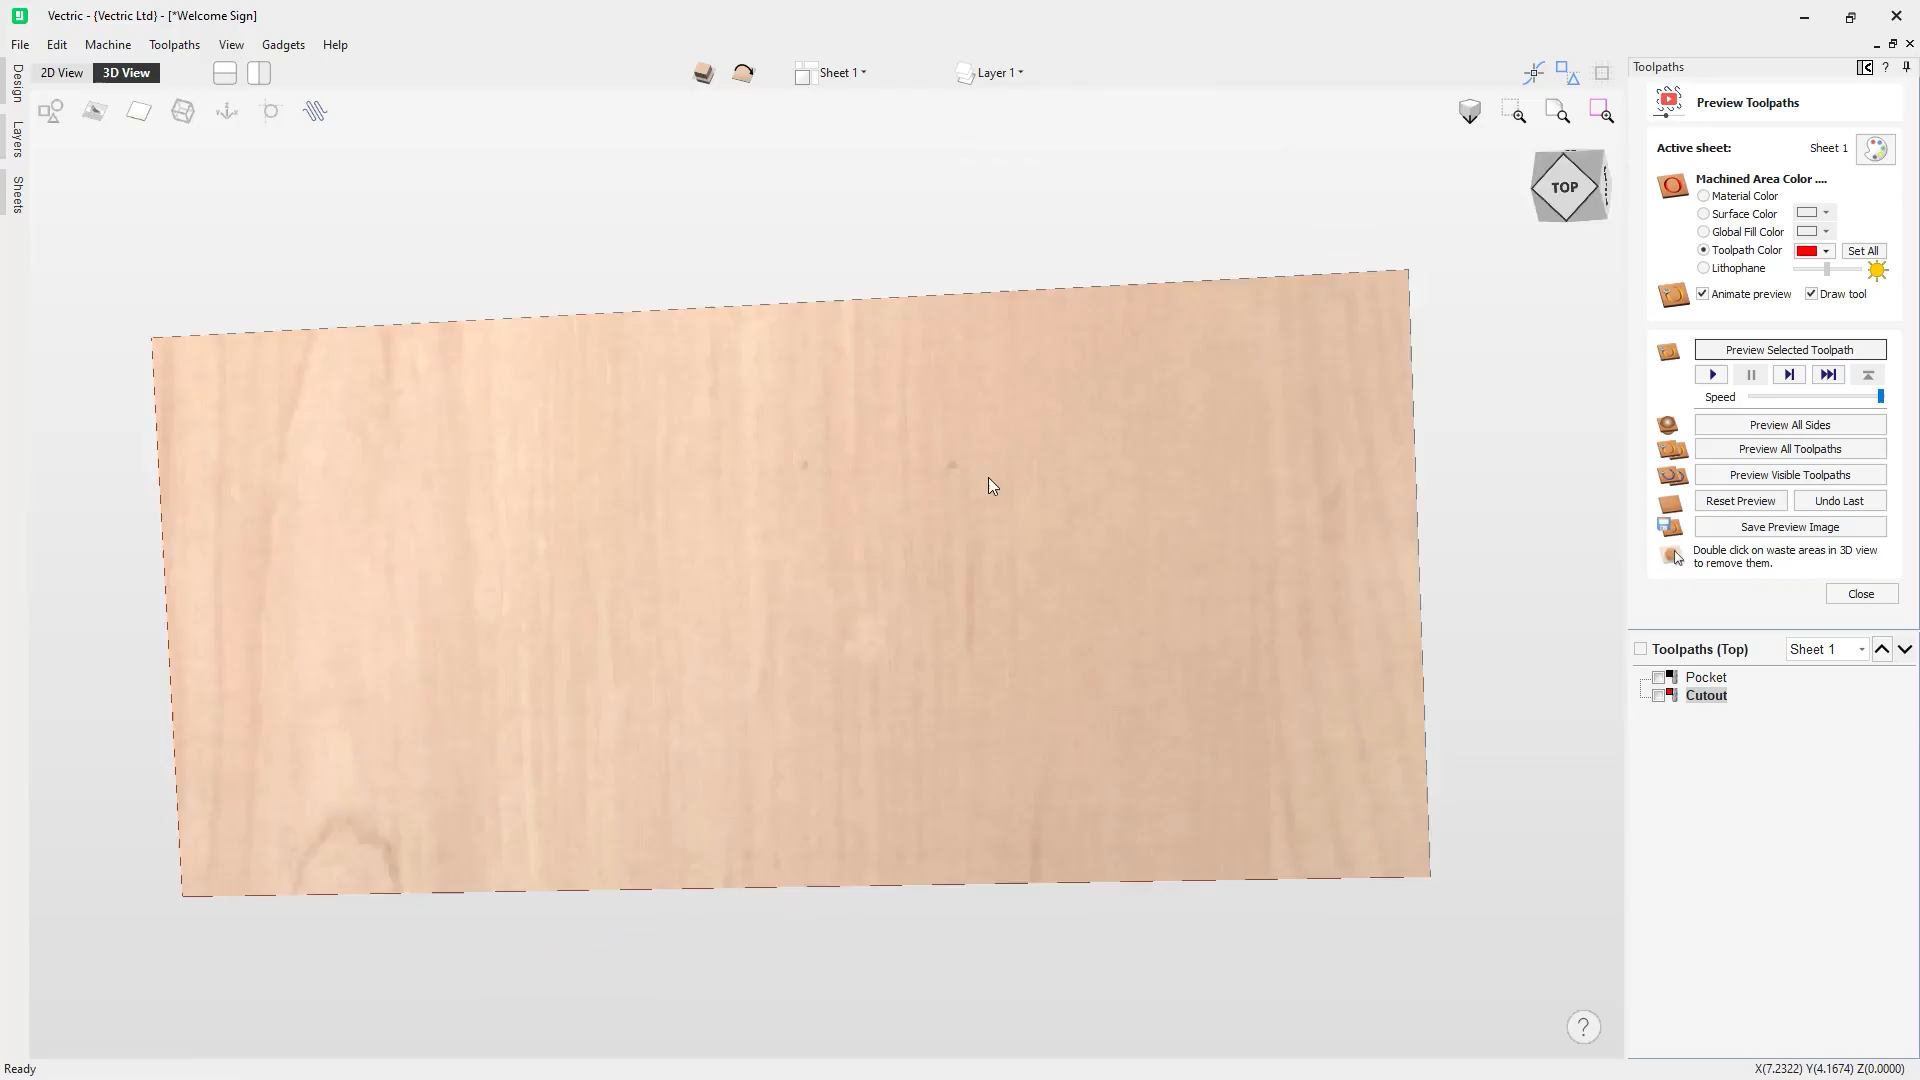 Vectric - {Vectric Ltd} - [*Welcome Sign]
File Edit Machine Toolpaths View Gadgets Help
2D View 3D View Sheet 1 Layer 1
Design
Layers
Sheets
TOP
Toolpaths ?
Preview Toolpaths
Active sheet: Sheet 1
Machined Area Color ....
Material Color
Surface Color
Global Fill Color
Toolpath Color Set All
Lithophane
Animate preview Draw tool
Preview Selected Toolpath
Speed
Preview All Sides
Preview All Toolpaths
Preview Visible Toolpaths
Reset Preview Undo Last
Save Preview Image
Double click on waste areas in 3D view
to remove them.
Close
Toolpaths (Top) Sheet 1
Pocket
Cutout
?
Ready X(7.2322) Y(4.1674) Z(0.0000)